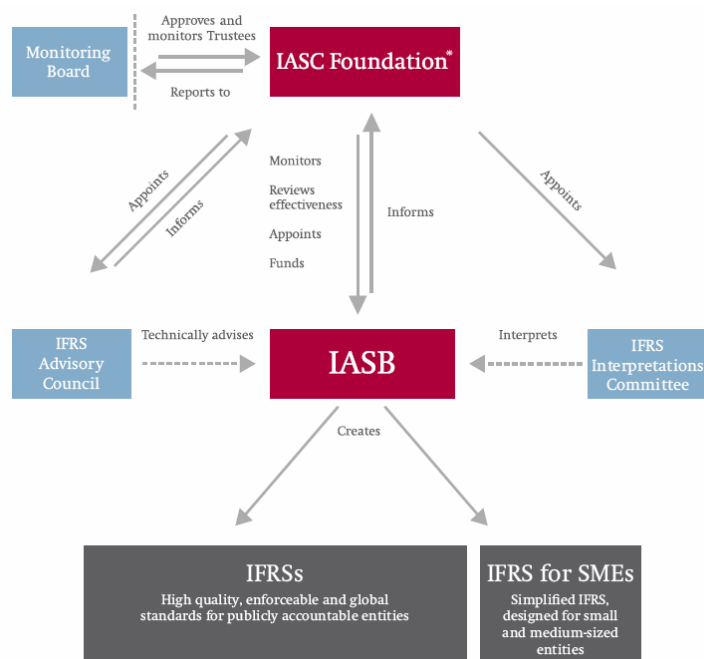 Approves and
monitors Trustees
Monitoring
Board
IASC Foundation*
Reports to
Appoints
Informs
Monitors
Reviews
effectiveness
Appoints
Funds
Informs
Appoints
IFRS
Advisory
Council
Technically advises
IASB
Interprets
IFRS
Interpretations
Committee
Creates
IFRSs
High quality, enforceable and global
standards for publicly accountable entities
IFRS for SMEs
Simplified IFRS,
designed for small
and medium-sized
entities